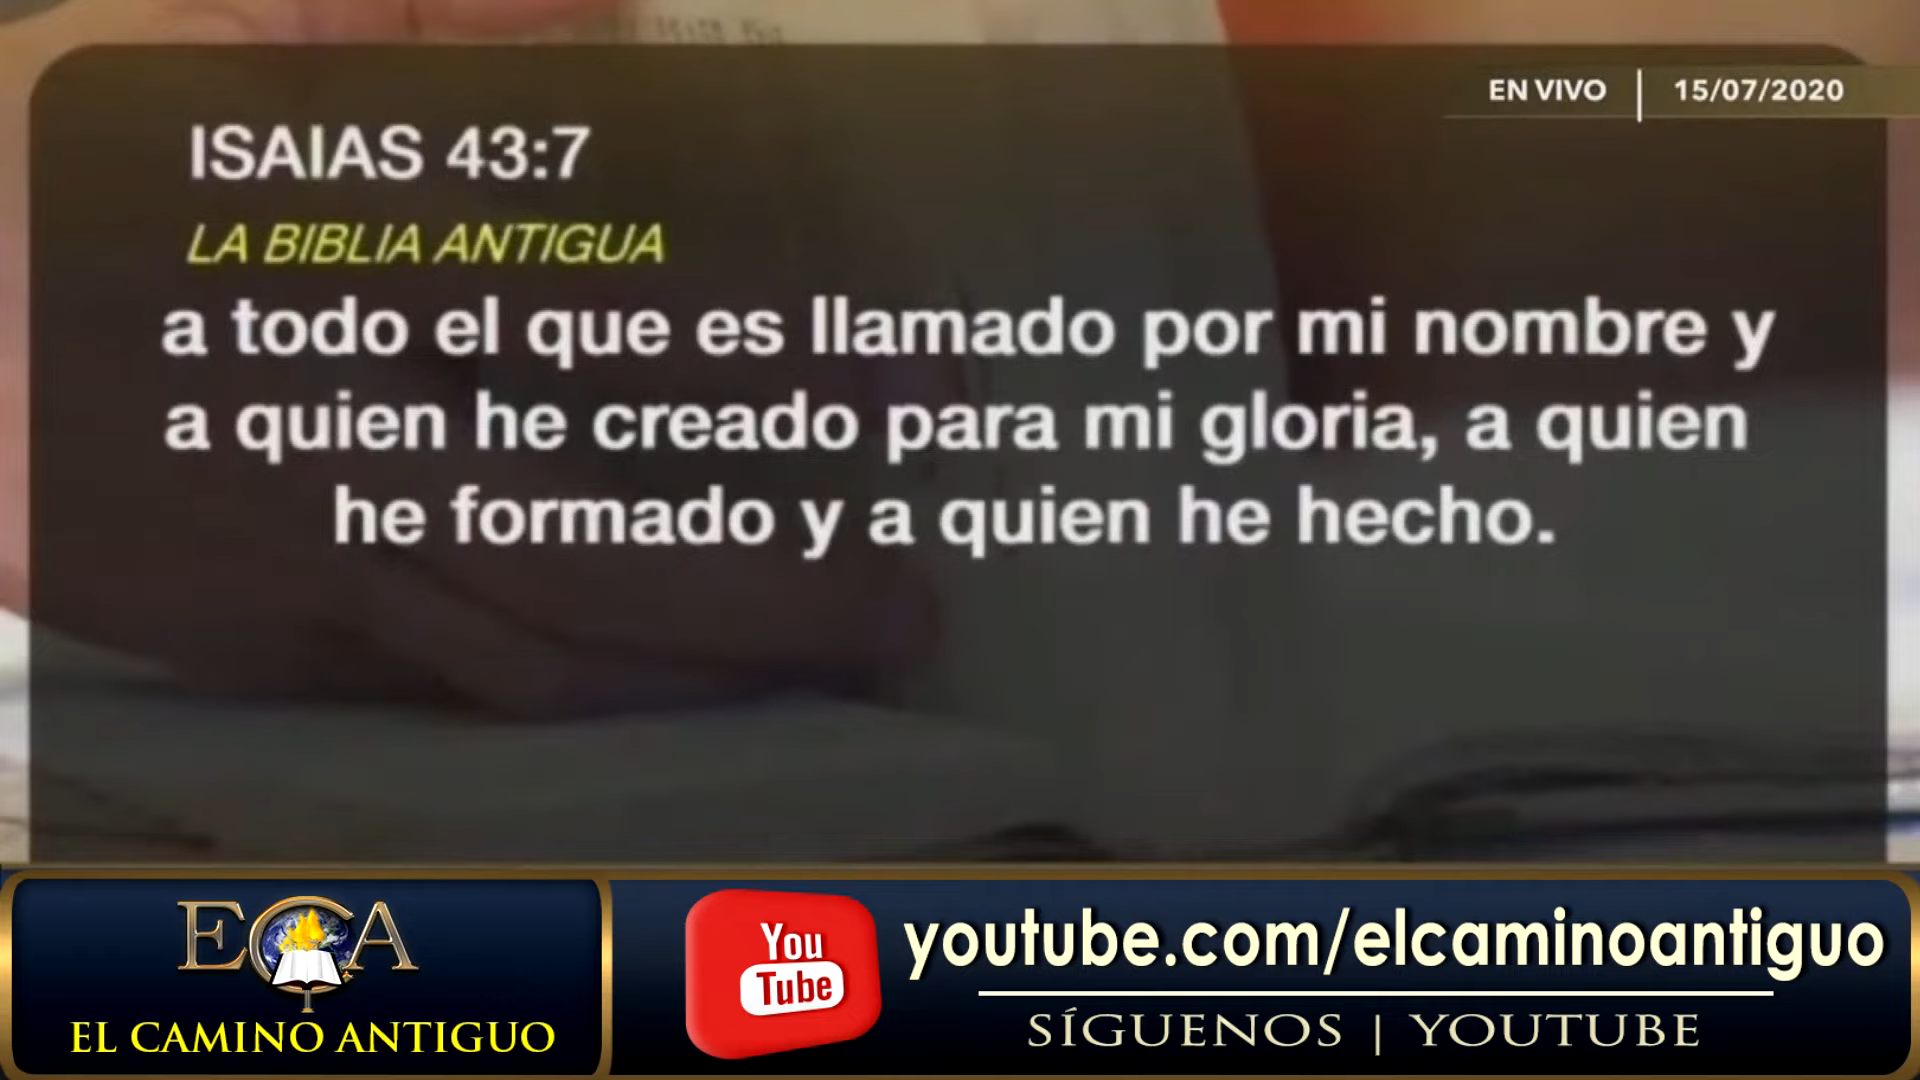 EN VIVO | 15/07/2020
ISAIAS 43:7
LA BIBLIA ANTIGUA
a todo el que es llamado por mi nombre y
a quien he creado para mi gloria, a quien
he formado y a quien he hecho.
ECA
EL CAMINO ANTIGUO
You
Tube
youtube.com/elcaminoantiguo
SÍGUENOS | YOUTUBE